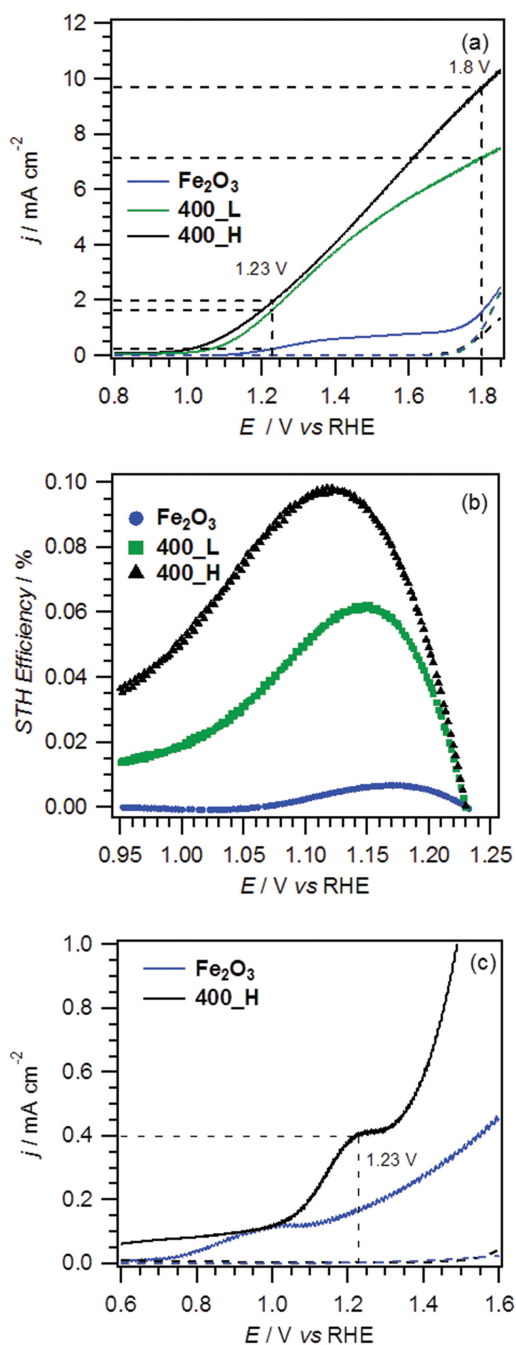 (a)
12
10
8
6
4
2
0
j / mA cm⁻²
1.8 V
Fe₂O₃
400_L
400_H
1.23 V
0.8 1.0 1.2 1.4 1.6 1.8
E / V vs RHE
(b)
0.10
0.08
0.06
0.04
0.02
0.00
STH Efficiency / %
Fe₂O₃
400_L
400_H
0.95 1.00 1.05 1.10 1.15 1.20 1.25
E / V vs RHE
(c)
1.0
0.8
0.6
0.4
0.2
0.0
j / mA cm⁻²
Fe₂O₃
400_H
1.23 V
0.6 0.8 1.0 1.2 1.4 1.6
E / V vs RHE